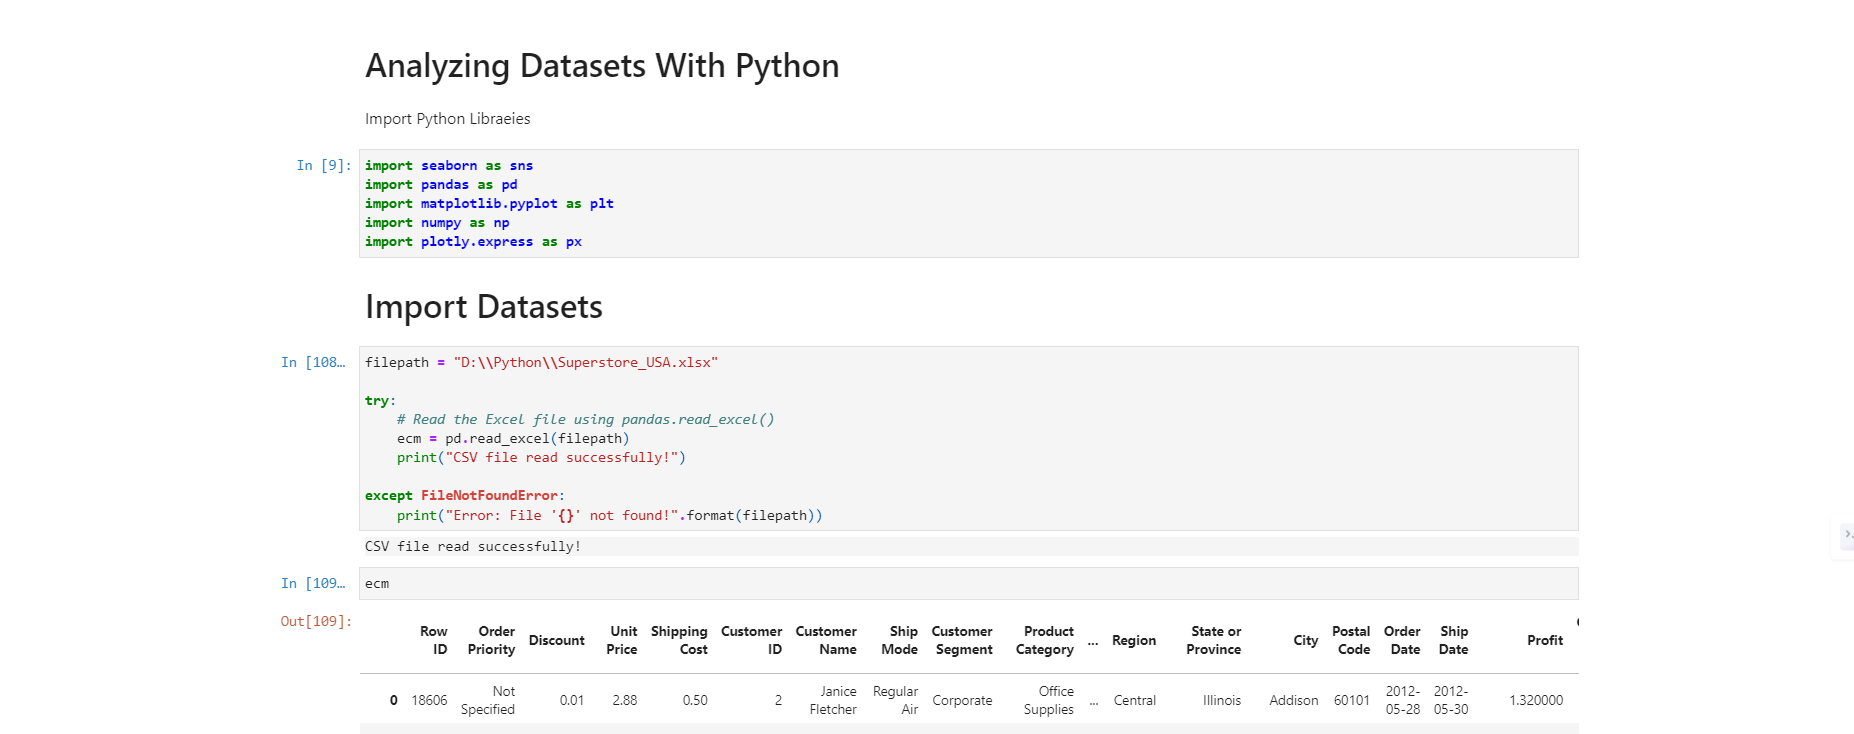 Analyzing Datasets With Python
Import Python Libraeies
In [9]:
import seaborn as sns
import pandas as pd
import matplotlib.pyplot as plt
import numpy as np
import plotly.express as px
Import Datasets
In [108…
filepath = "D:\\Python\\Superstore_USA.xlsx"
try:
    # Read the Excel file using pandas.read_excel()
    ecm = pd.read_excel(filepath)
    print("CSV file read successfully!")
except FileNotFoundError:
    print("Error: File '{}' not found!".format(filepath))
CSV file read successfully!
In [109…
ecm
Out[109]:
Row ID Order Priority Discount Unit Price Shipping Cost Customer ID Customer Name Ship Mode Customer Segment Product Category ... Region State or Province City Postal Code Order Date Ship Date Profit
0 18606 Not Specified 0.01 2.88 0.50 2 Janice Fletcher Regular Air Corporate Office Supplies ... Central Illinois Addison 60101 2012-05-28 2012-05-30 1.320000